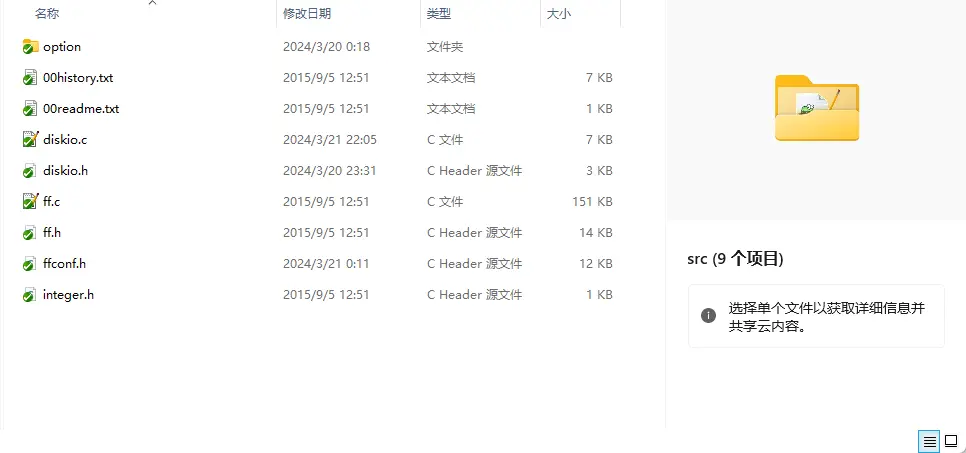 名称 修改日期 类型 大小
option 2024/3/20 0:18 文件夹
00history.txt 2015/9/5 12:51 文本文档 7 KB
00readme.txt 2015/9/5 12:51 文本文档 1 KB
diskio.c 2024/3/21 22:05 C 文件 7 KB
diskio.h 2024/3/20 23:31 C Header 源文件 3 KB
ff.c 2015/9/5 12:51 C 文件 151 KB
ff.h 2015/9/5 12:51 C Header 源文件 14 KB
ffconf.h 2024/3/21 0:11 C Header 源文件 12 KB
integer.h 2015/9/5 12:51 C Header 源文件 1 KB
src (9 个项目)
选择单个文件以获取详细信息并
共享云内容。